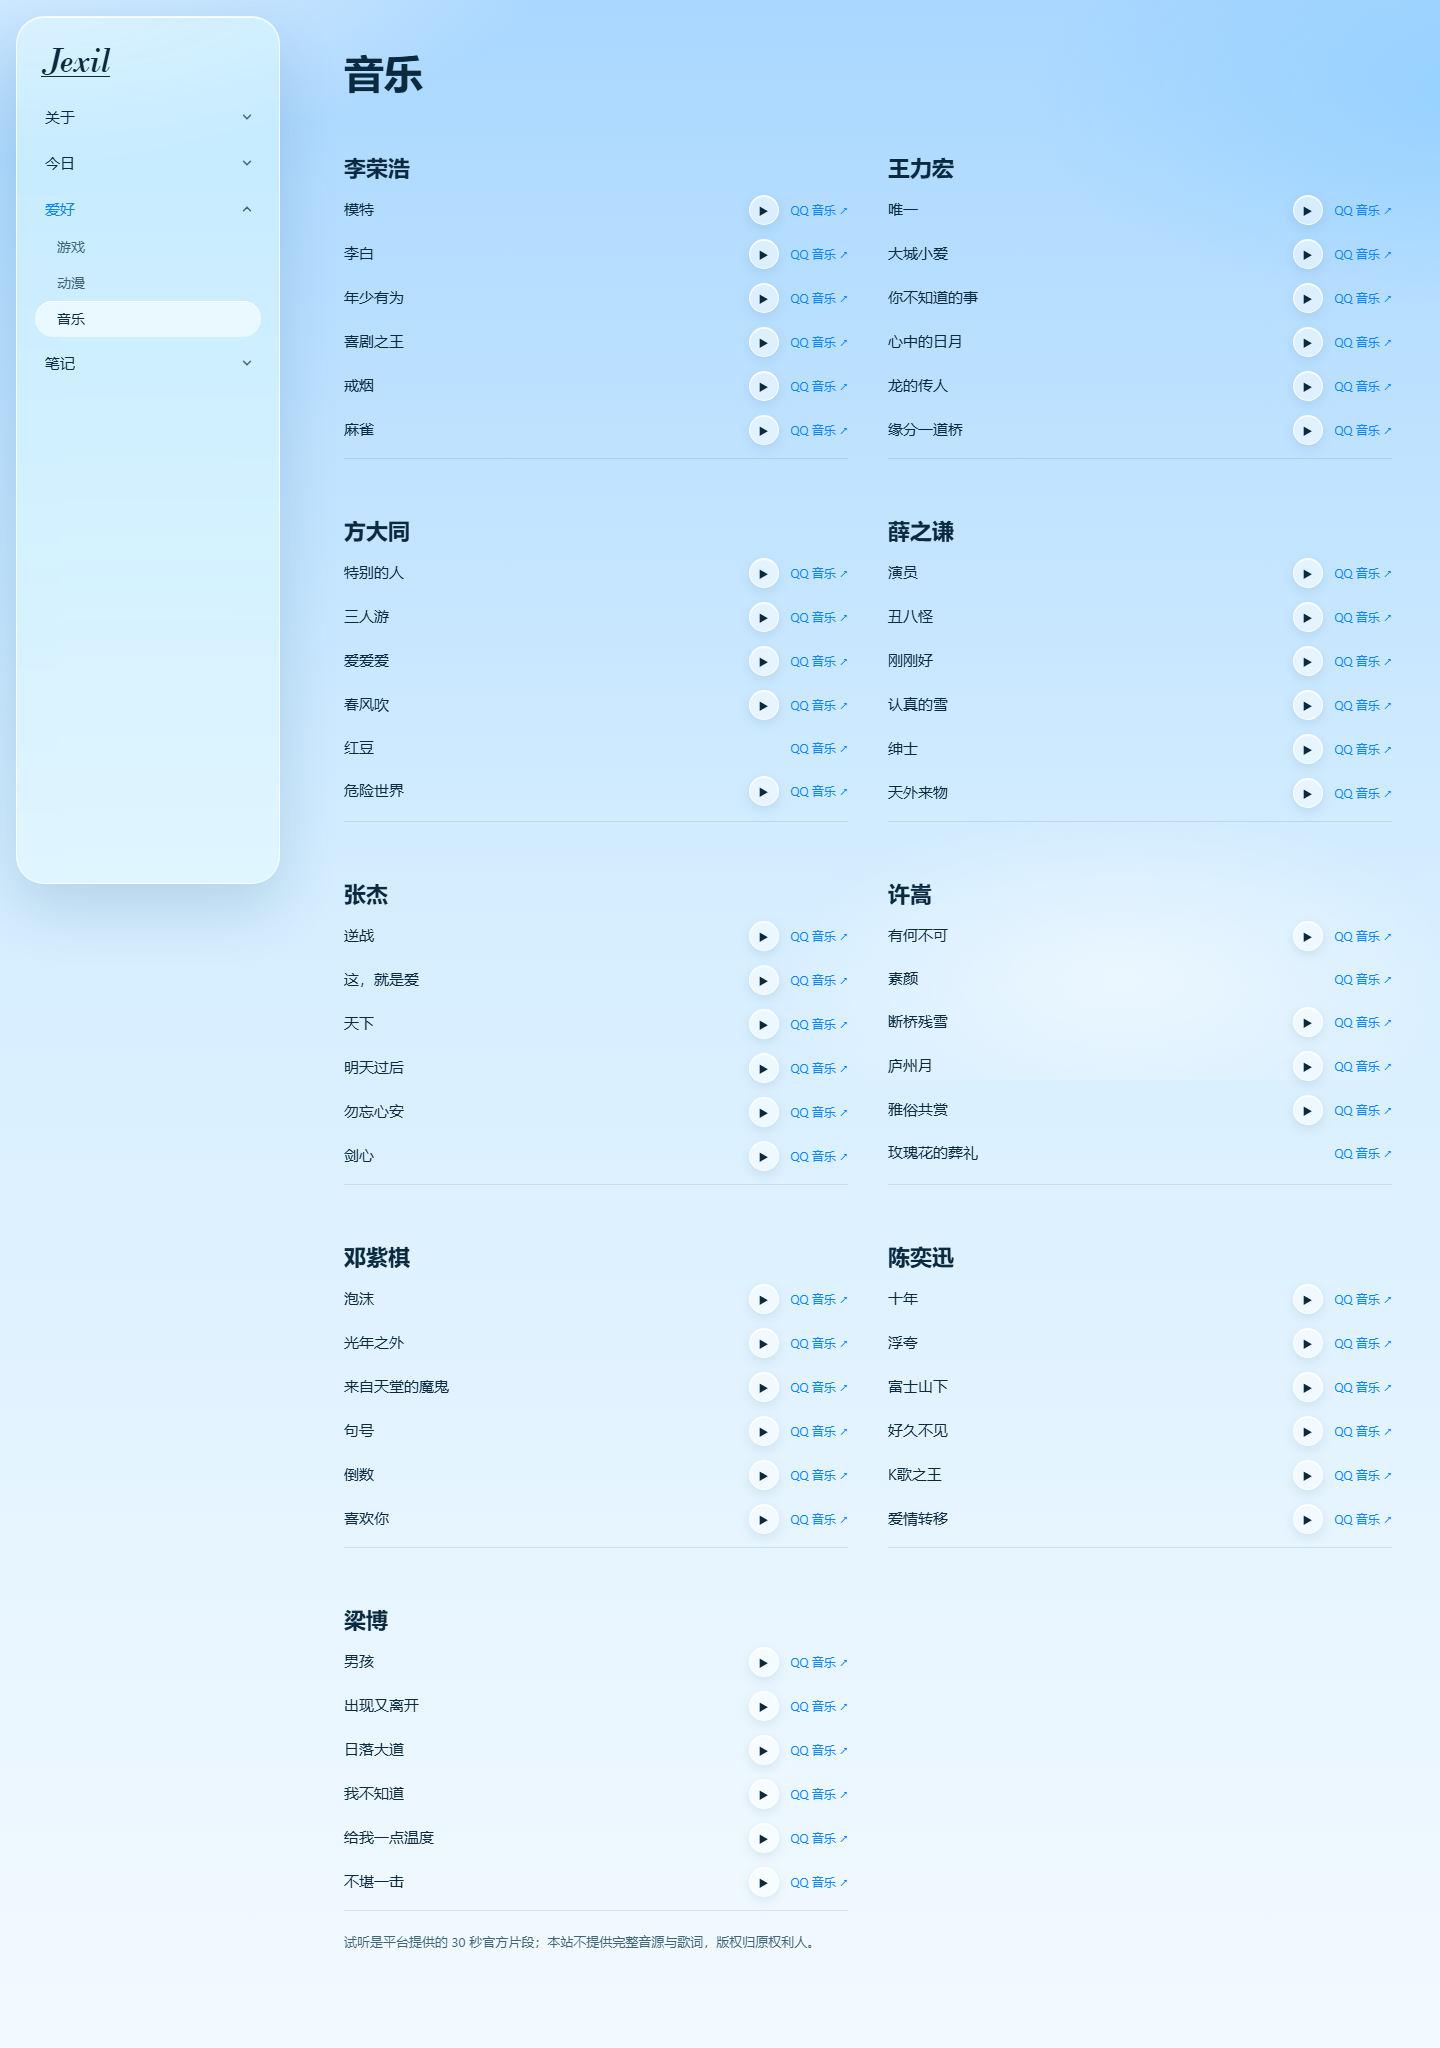 Jexil
关于
今日
爱好
游戏
动漫
音乐
笔记
音乐
李荣浩
模特 QQ 音乐 ↗
李白 QQ 音乐 ↗
年少有为 QQ 音乐 ↗
喜剧之王 QQ 音乐 ↗
戒烟 QQ 音乐 ↗
麻雀 QQ 音乐 ↗
王力宏
唯一 QQ 音乐 ↗
大城小爱 QQ 音乐 ↗
你不知道的事 QQ 音乐 ↗
心中的日月 QQ 音乐 ↗
龙的传人 QQ 音乐 ↗
缘分一道桥 QQ 音乐 ↗
方大同
特别的人 QQ 音乐 ↗
三人游 QQ 音乐 ↗
爱爱爱 QQ 音乐 ↗
春风吹 QQ 音乐 ↗
红豆 QQ 音乐 ↗
危险世界 QQ 音乐 ↗
薛之谦
演员 QQ 音乐 ↗
丑八怪 QQ 音乐 ↗
刚刚好 QQ 音乐 ↗
认真的雪 QQ 音乐 ↗
绅士 QQ 音乐 ↗
天外来物 QQ 音乐 ↗
张杰
逆战 QQ 音乐 ↗
这，就是爱 QQ 音乐 ↗
天下 QQ 音乐 ↗
明天过后 QQ 音乐 ↗
勿忘心安 QQ 音乐 ↗
剑心 QQ 音乐 ↗
许嵩
有何不可 QQ 音乐 ↗
素颜 QQ 音乐 ↗
断桥残雪 QQ 音乐 ↗
庐州月 QQ 音乐 ↗
雅俗共赏 QQ 音乐 ↗
玫瑰花的葬礼 QQ 音乐 ↗
邓紫棋
泡沫 QQ 音乐 ↗
光年之外 QQ 音乐 ↗
来自天堂的魔鬼 QQ 音乐 ↗
句号 QQ 音乐 ↗
倒数 QQ 音乐 ↗
喜欢你 QQ 音乐 ↗
陈奕迅
十年 QQ 音乐 ↗
浮夸 QQ 音乐 ↗
富士山下 QQ 音乐 ↗
好久不见 QQ 音乐 ↗
K歌之王 QQ 音乐 ↗
爱情转移 QQ 音乐 ↗
梁博
男孩 QQ 音乐 ↗
出现又离开 QQ 音乐 ↗
日落大道 QQ 音乐 ↗
我不知道 QQ 音乐 ↗
给我一点温度 QQ 音乐 ↗
不堪一击 QQ 音乐 ↗
试听是平台提供的 30 秒官方片段；本站不提供完整音源与歌词，版权归原权利人。